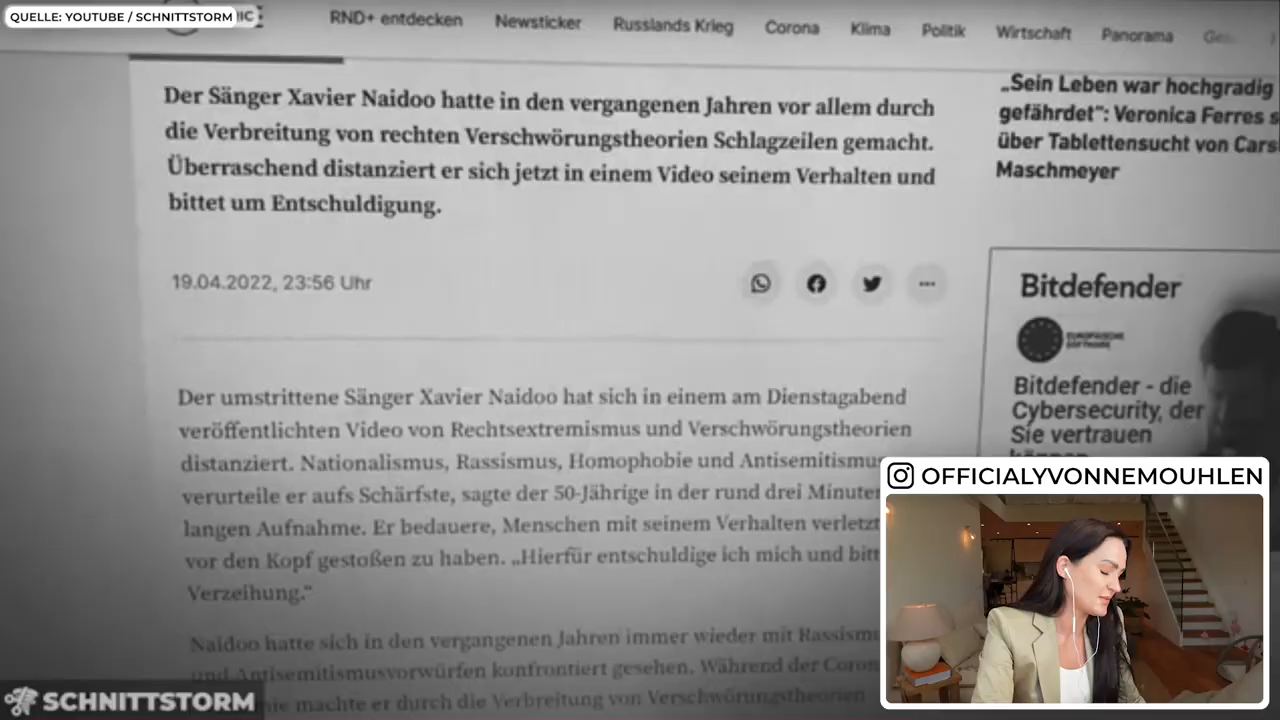 QUELLE: YOUTUBE / SCHNITTSTORM
RND+ entdecken Newsticker Russlands Krieg Corona Klima Politik Wirtschaft Panorama
Der Sänger Xavier Naidoo hatte in den vergangenen Jahren vor allem durch
die Verbreitung von rechten Verschwörungstheorien Schlagzeilen gemacht.
Überraschend distanziert er sich jetzt in einem Video seinem Verhalten und
bittet um Entschuldigung.
19.04.2022, 23:56 Uhr
Der umstrittene Sänger Xavier Naidoo hat sich in einem am Dienstagabend
veröffentlichten Video von Rechtsextremismus und Verschwörungstheorien
distanziert. Nationalismus, Rassismus, Homophobie und Antisemitismus
verurteile er aufs Schärfste, sagte der 50-Jährige in der rund drei Minuten
langen Aufnahme. Er bedauere, Menschen mit seinem Verhalten verletzt
vor den Kopf gestoßen zu haben. „Hierfür entschuldige ich mich und bitt
Verzeihung.“
Naidoo hatte sich in den vergangenen Jahren immer wieder mit Rassismu
und Antisemitismusvorwürfen konfrontiert gesehen. Während der Coron
nie machte er durch die Verbreitung von Verschwörungstheorien
„Sein Leben war hochgradig
gefährdet“: Veronica Ferres s
über Tablettensucht von Cars
Maschmeyer
Bitdefender
EUROPÄISCHE
SOFTWARE
Bitdefender - die
Cybersecurity, der
Sie vertrauen
können
OFFICIALYVONNEMOUHLEN
SCHNITTSTORM